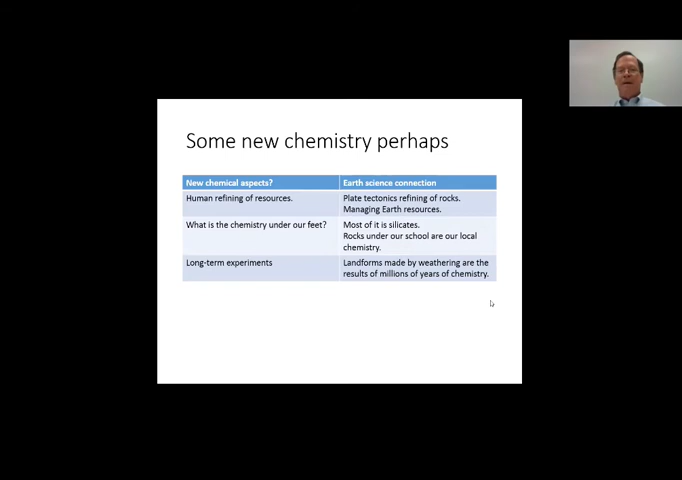 Some new chemistry perhaps
New chemical aspects?
Earth science connection
Human refining of resources.
Plate tectonics refining of rocks.
Managing Earth resources.
What is the chemistry under our feet?
Most of it is silicates.
Rocks under our school are our local
chemistry.
Long-term experiments
Landforms made by weathering are the
results of millions of years of chemistry.